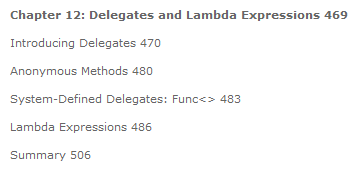 Chapter 12: Delegates and Lambda Expressions 469
Introducing Delegates 470
Anonymous Methods 480
System-Defined Delegates: Func<> 483
Lambda Expressions 486
Summary 506